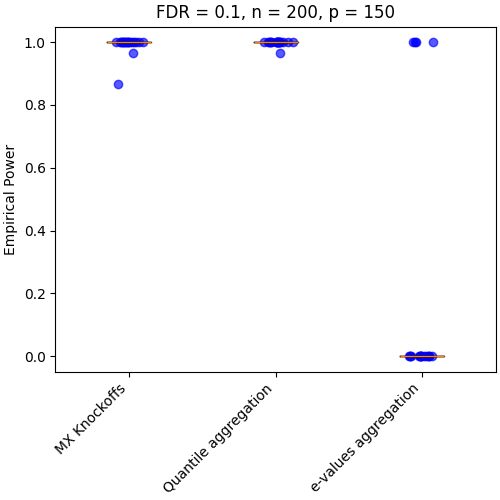 FDR = 0.1, n = 200, p = 150
Empirical Power
1.0
0.8
0.6
0.4
0.2
0.0
MX Knockoffs
Quantile aggregation
e-values aggregation